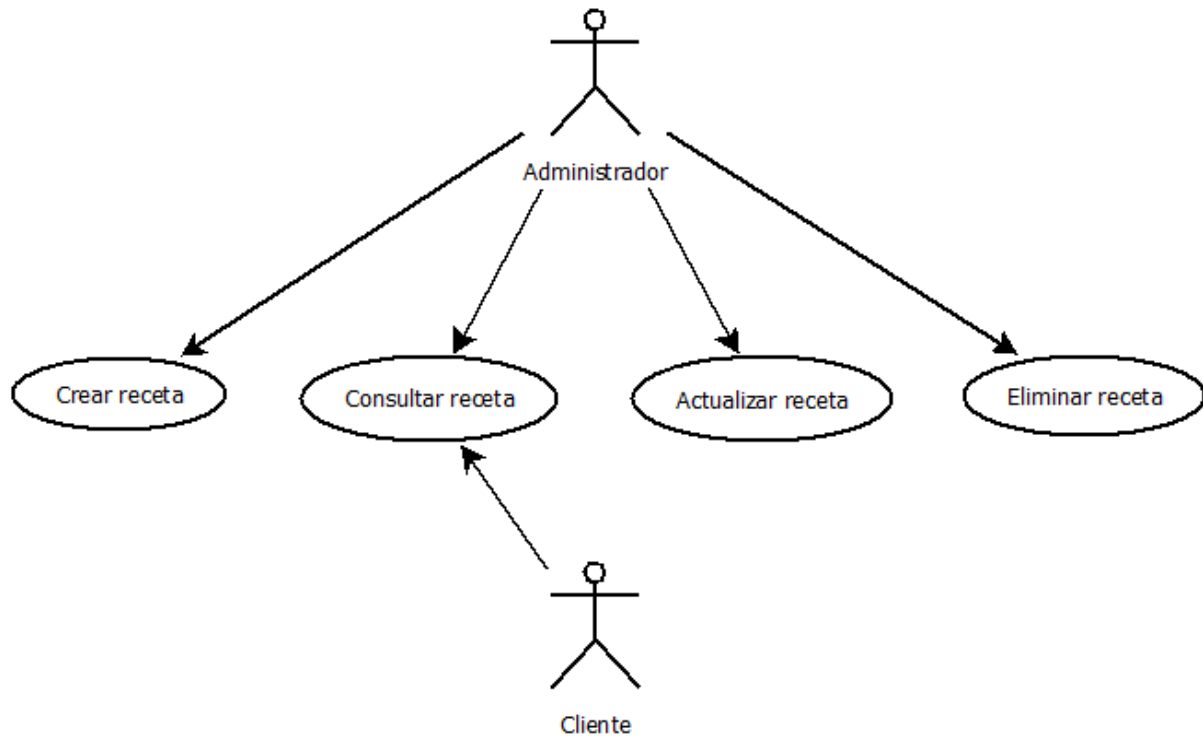 Administrador
Crear receta
Consultar receta
Actualizar receta
Eliminar receta
Cliente